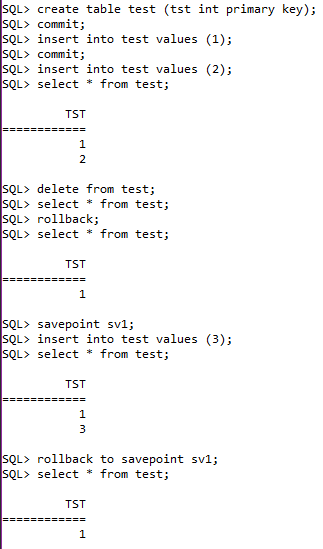 SQL> create table test (tst int primary key);
SQL> commit;
SQL> insert into test values (1);
SQL> commit;
SQL> insert into test values (2);
SQL> select * from test;
TST
============
1
2
SQL> delete from test;
SQL> select * from test;
SQL> rollback;
SQL> select * from test;
TST
============
1
SQL> savepoint sv1;
SQL> insert into test values (3);
SQL> select * from test;
TST
============
1
3
SQL> rollback to savepoint sv1;
SQL> select * from test;
TST
============
1